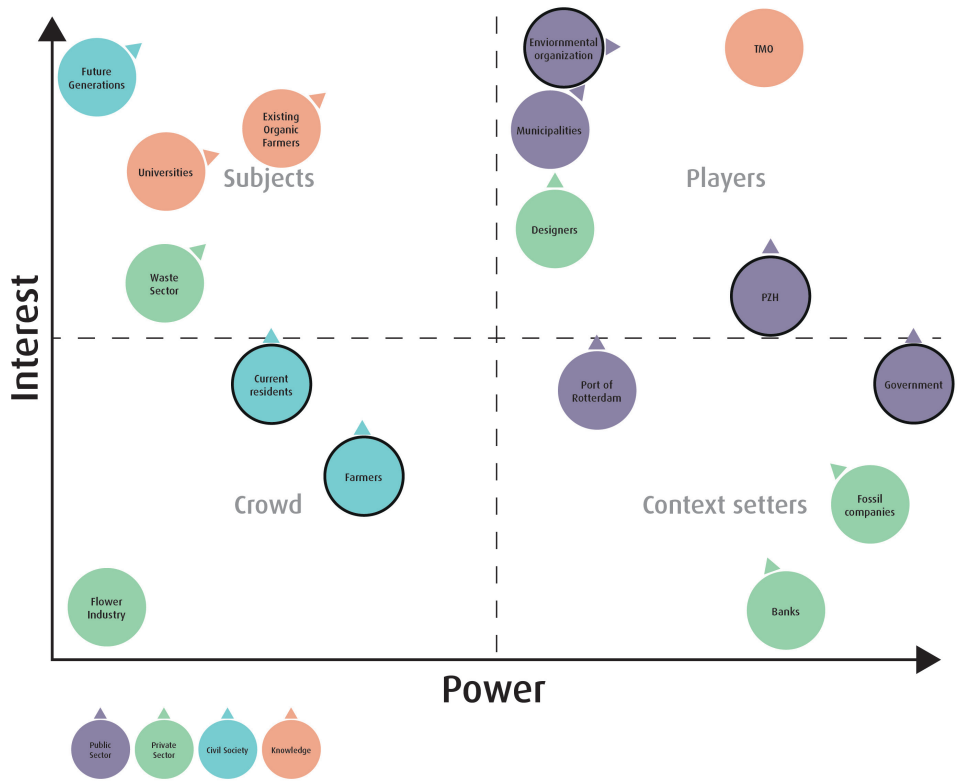 Future
Generations
Existing
Organic
Farmers
Universities
Subjects
Waste
Sector
Enviornmental
organization
TMO
Municipalities
Players
Designers
PZH
Interest
Current
residents
Farmers
Crowd
Flower
Industry
Port of
Rotterdam
Government
Context setters
Fossil
companies
Banks
Power
Public
Sector
Private
Sector
Civil Society
Knowledge